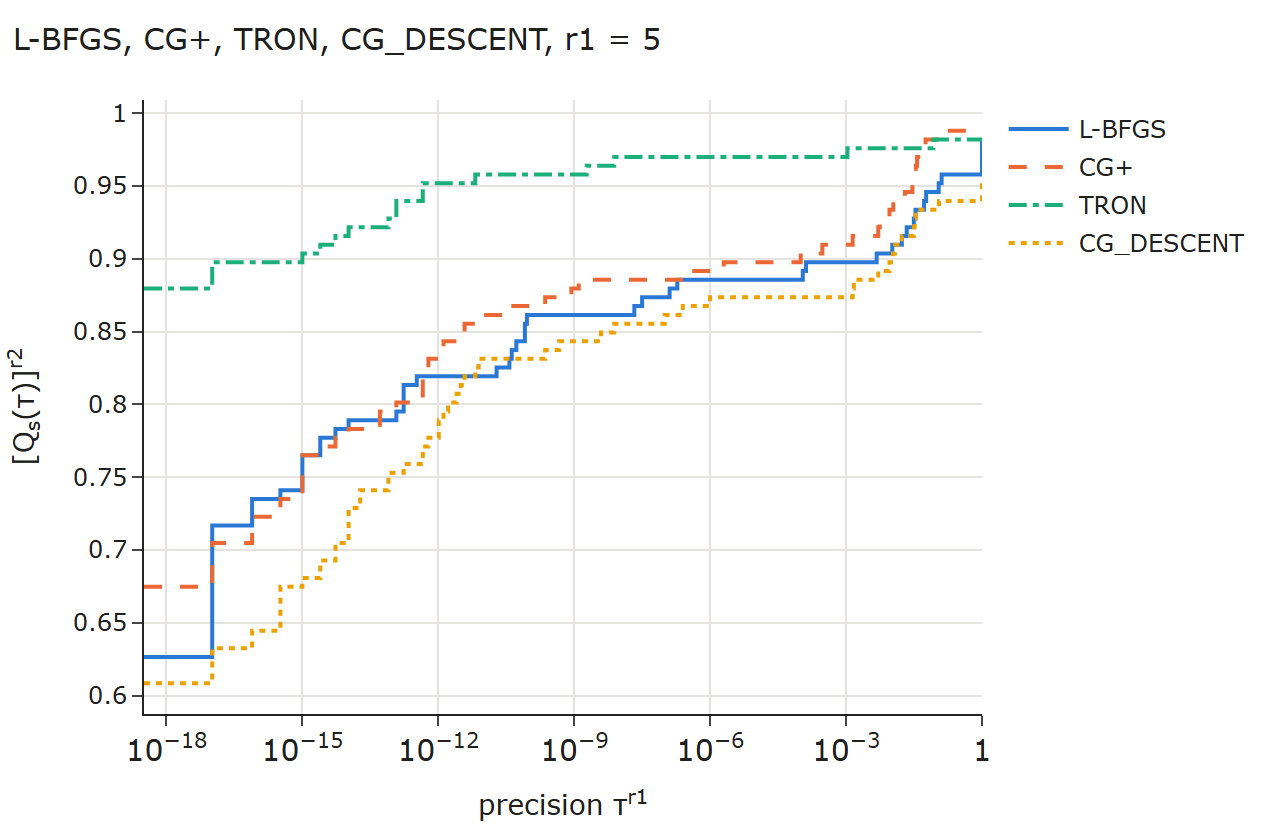 L-BFGS, CG+, TRON, CG_DESCENT, r1 = 5
1
0.95
0.9
0.85
0.8
0.75
0.7
0.65
0.6
[Qₛ(τ)]ʳ²
10⁻¹⁸
10⁻¹⁵
10⁻¹²
10⁻⁹
10⁻⁶
10⁻³
1
precision τʳ¹
L-BFGS
CG+
TRON
CG_DESCENT